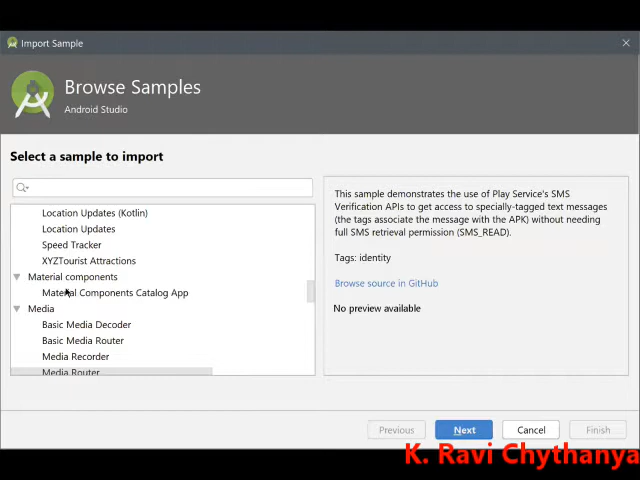 Import Sample
Browse Samples
Android Studio
Select a sample to import
Location Updates (Kotlin)
Location Updates
Speed Tracker
XYZTourist Attractions
Material components
Material Components Catalog App
Media
Basic Media Decoder
Basic Media Router
Media Recorder
Media Router
This sample demonstrates the use of Play Service's SMS
Verification APIs to get access to specially-tagged text messages
(the tags associate the message with the APK) without needing
full SMS retrieval permission (SMS_READ).
Tags: identity
Browse source in GitHub
No preview available
Previous
Next
Cancel
Finish
K. Ravi Chythanya